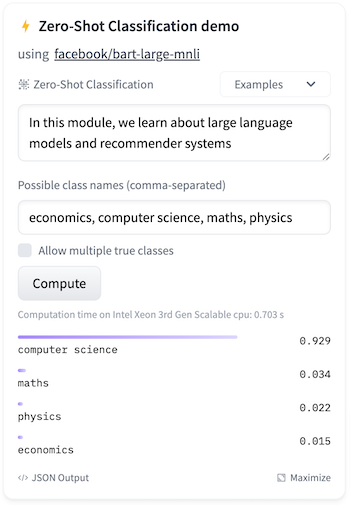 ⚡ Zero-Shot Classification demo
using facebook/bart-large-mnli
Zero-Shot Classification Examples
In this module, we learn about large language
models and recommender systems
Possible class names (comma-separated)
economics, computer science, maths, physics
Allow multiple true classes
Compute
Computation time on Intel Xeon 3rd Gen Scalable cpu: 0.703 s
computer science 0.929
maths 0.034
physics 0.022
economics 0.015
</> JSON Output Maximize